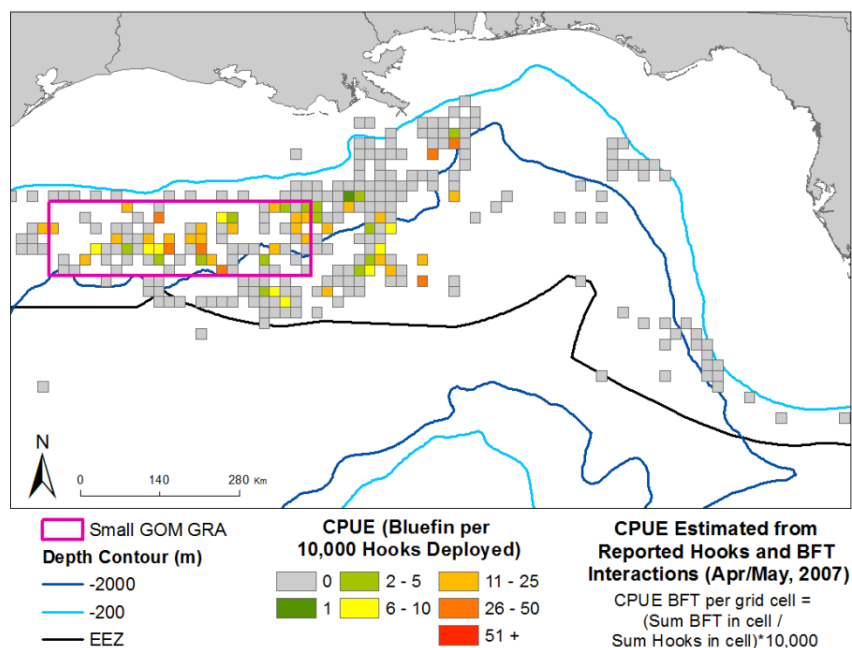 N
0 140 280 Km
Small GOM GRA
Depth Contour (m)
-2000
-200
EEZ
CPUE (Bluefin per
10,000 Hooks Deployed)
0 2 - 5 11 - 25
1 6 - 10 26 - 50
51 +
CPUE Estimated from
Reported Hooks and BFT
Interactions (Apr/May, 2007)
CPUE BFT per grid cell =
(Sum BFT in cell /
Sum Hooks in cell)*10,000